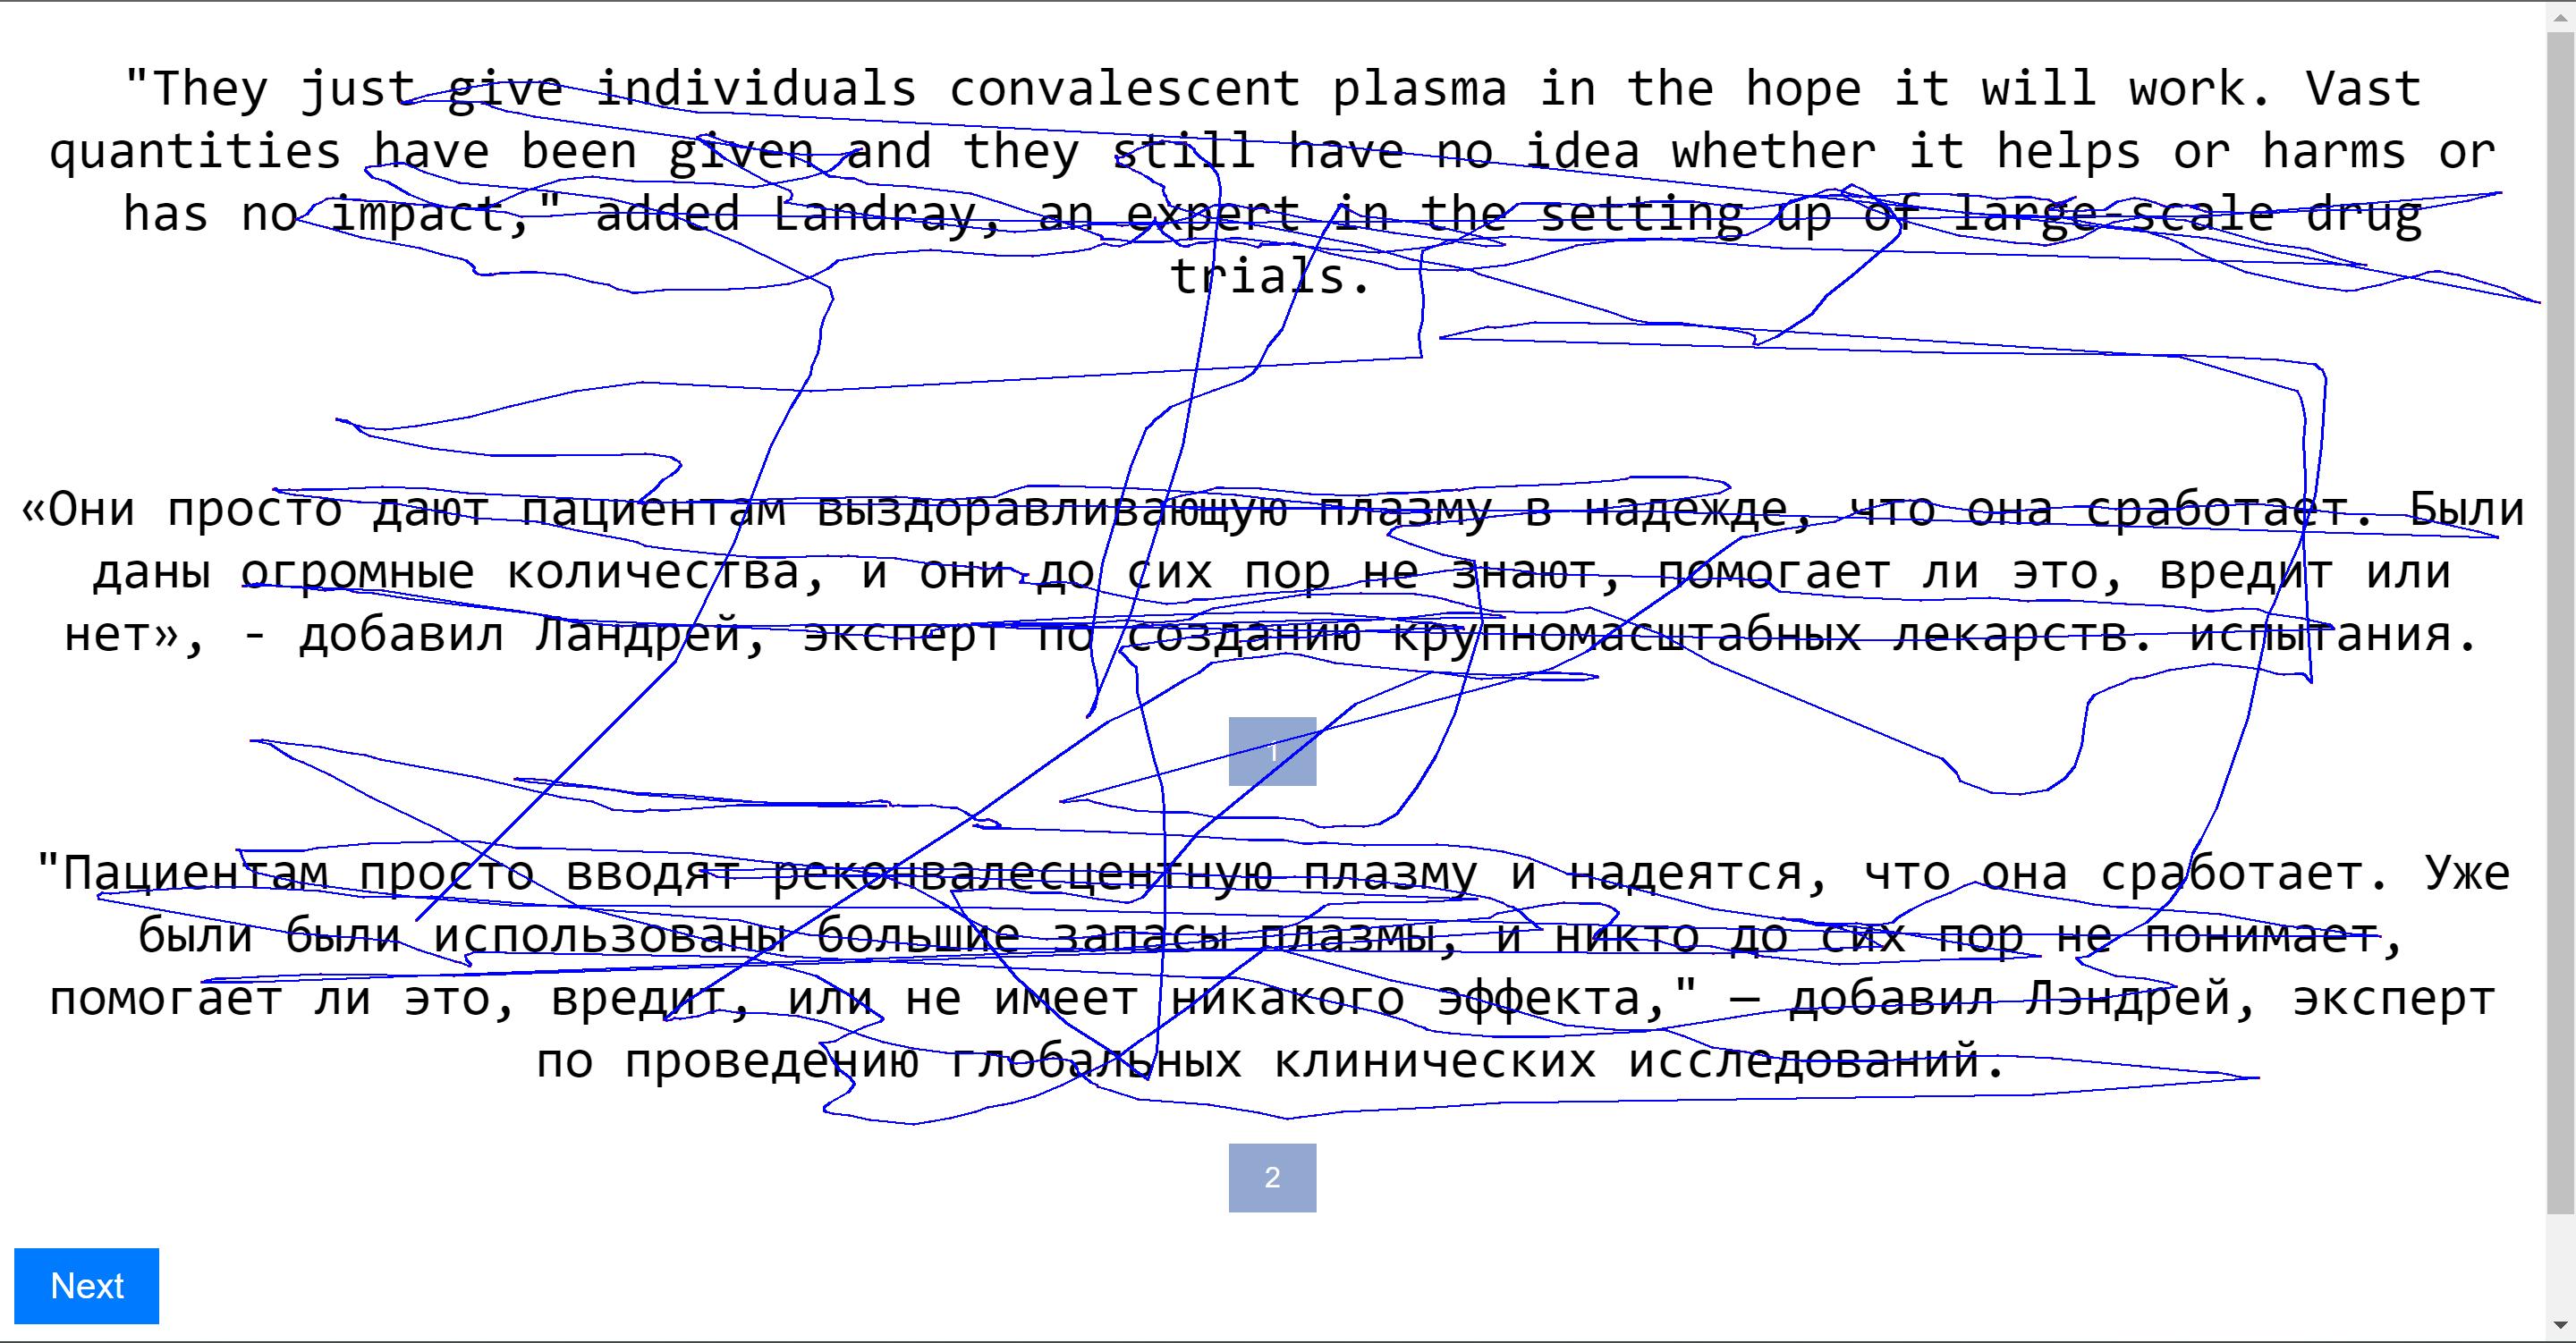 "They just give individuals convalescent plasma in the hope it will work. Vast
quantities have been given and they still have no idea whether it helps or harms or
has no impact," added Landray, an expert in the setting up of large-scale drug
trials.
«Они просто дают пациентам выздоравливающую плазму в надежде, что она сработает. Были
даны огромные количества, и они до сих пор не знают, помогает ли это, вредит или
нет», - добавил Ландрей, эксперт по созданию крупномасштабных лекарств. испытания.
1
"Пациентам просто вводят реконвалесцентную плазму и надеятся, что она сработает. Уже
были были использованы большие запасы плазмы, и никто до сих пор не понимает,
помогает ли это, вредит, или не имеет никакого эффекта," — добавил Лэндрей, эксперт
по проведению глобальных клинических исследований.
2
Next